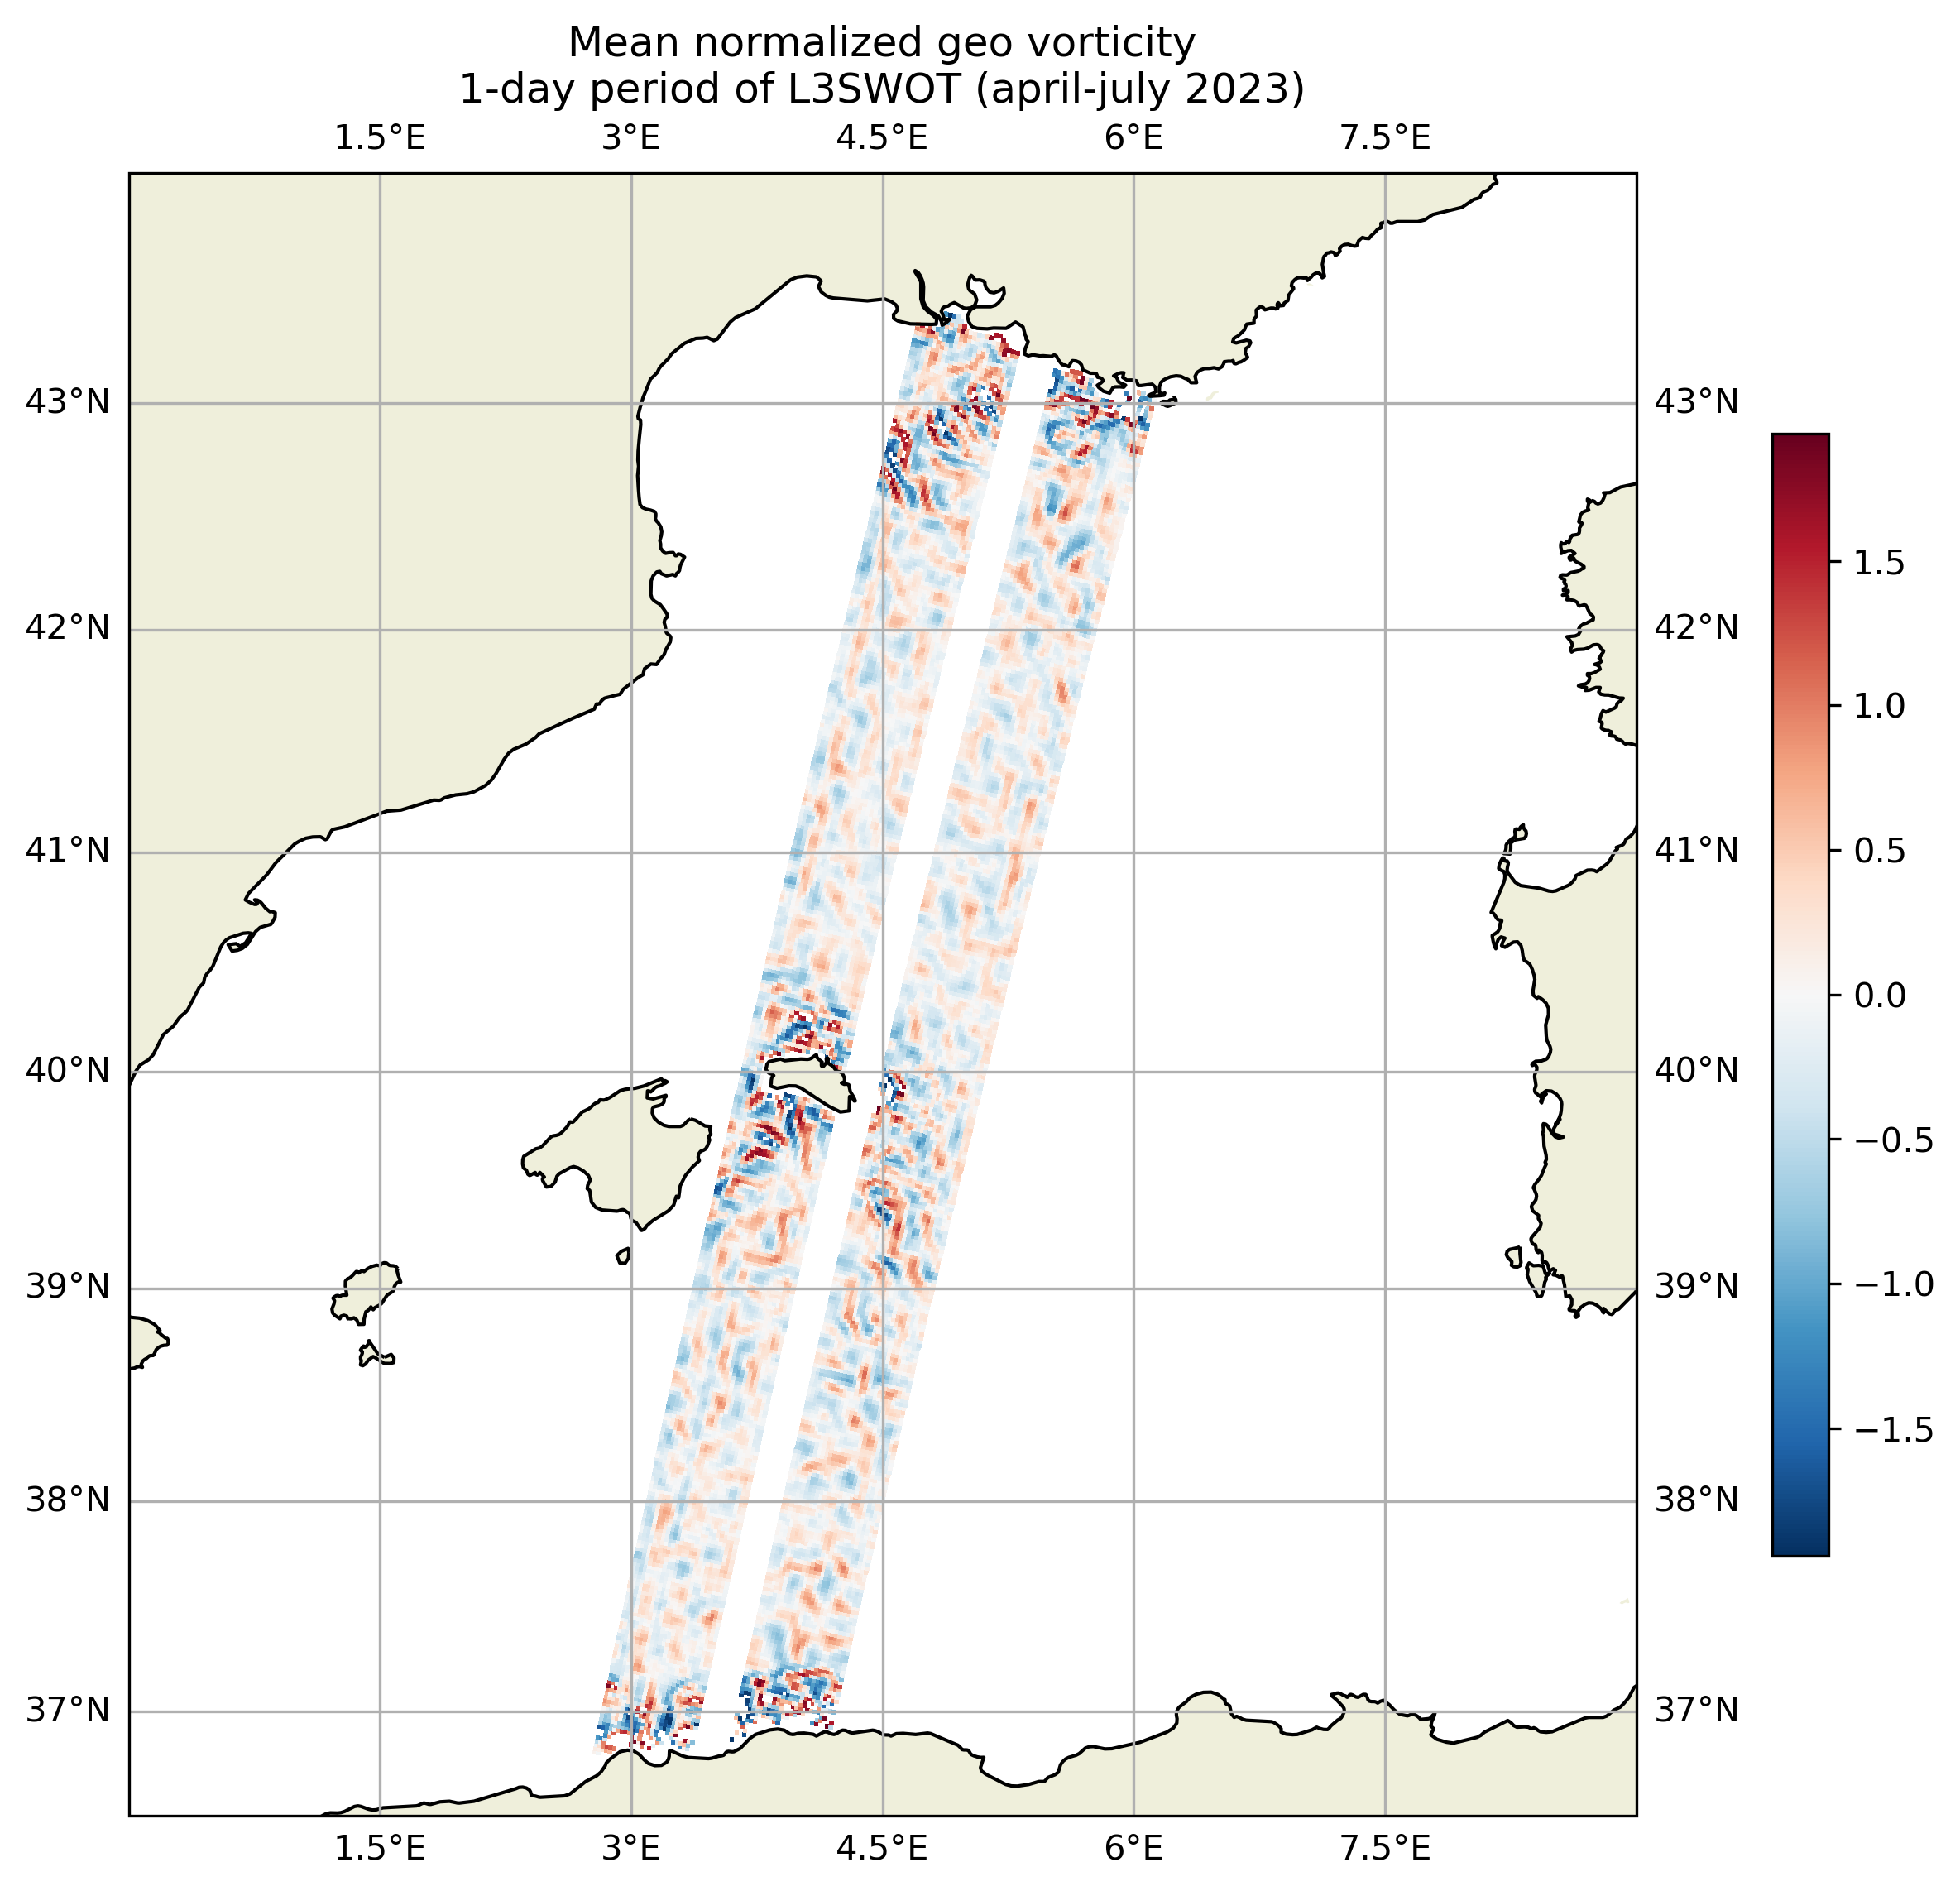 Mean normalized geo vorticity
1-day period of L3SWOT (april-july 2023)
1.5°E 3°E 4.5°E 6°E 7.5°E
43°N 43°N
1.5
42°N 42°N
1.0
41°N 41°N
0.5
0.0
40°N 40°N
−0.5
39°N 39°N
−1.0
−1.5
38°N 38°N
37°N 37°N
1.5°E 3°E 4.5°E 6°E 7.5°E